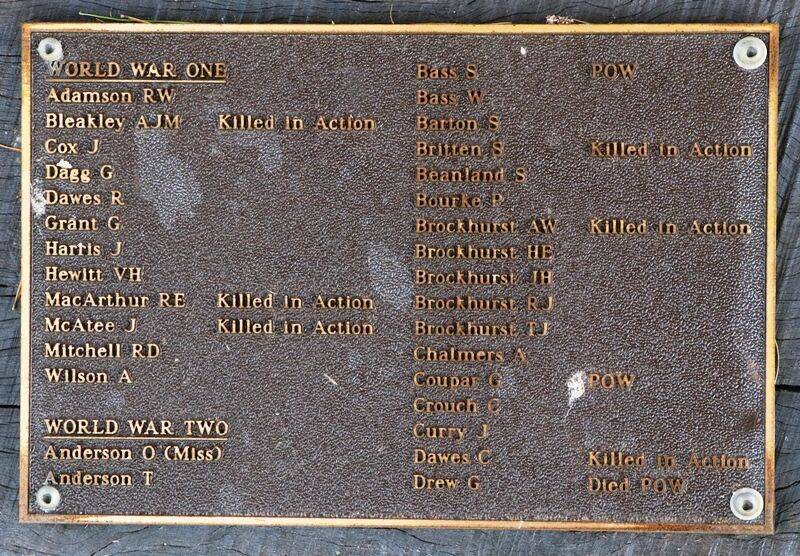 WORLD WAR ONE
Adamson RW
Bleakley AJM Killed in Action
Cox J
Dagg G
Dawes R
Grant G
Harris J
Hewitt VH
MacArthur RE Killed in Action
McAtee J Killed in Action
Mitchell RD
Wilson A
WORLD WAR TWO
Anderson O (Miss)
Anderson T
Bass S POW
Bass W
Barton S
Britten S Killed in Action
Beanland S
Bourke P
Brockhurst AW Killed in Action
Brockhurst HE
Brockhurst JH
Brockhurst RJ
Brockhurst TJ
Chalmers A
Coupar G POW
Crouch C
Curry J
Dawes C Killed in Action
Drew G Died POW